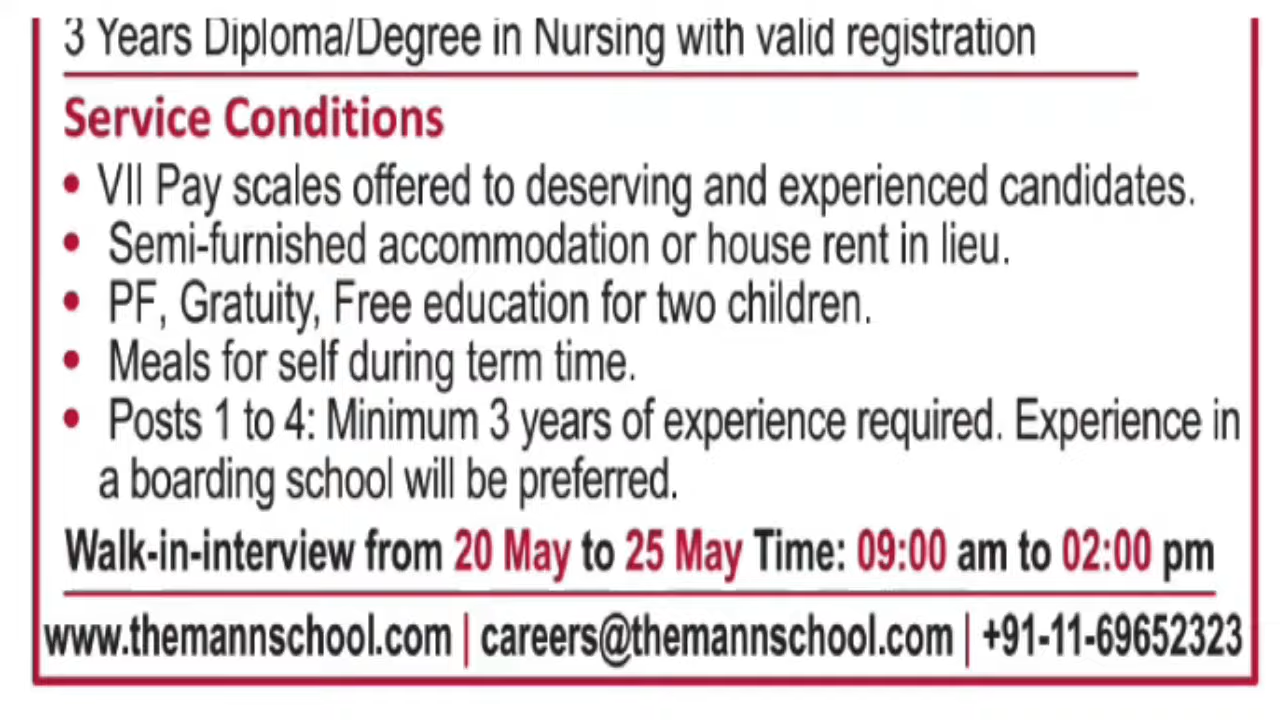 3 Years Diploma/Degree in Nursing with valid registration
Service Conditions
• VII Pay scales offered to deserving and experienced candidates.
• Semi-furnished accommodation or house rent in lieu.
• PF, Gratuity, Free education for two children.
• Meals for self during term time.
• Posts 1 to 4: Minimum 3 years of experience required. Experience in
a boarding school will be preferred.
Walk-in-interview from 20 May to 25 May Time: 09:00 am to 02:00 pm
www.themannschool.com | careers@themannschool.com | +91-11-69652323